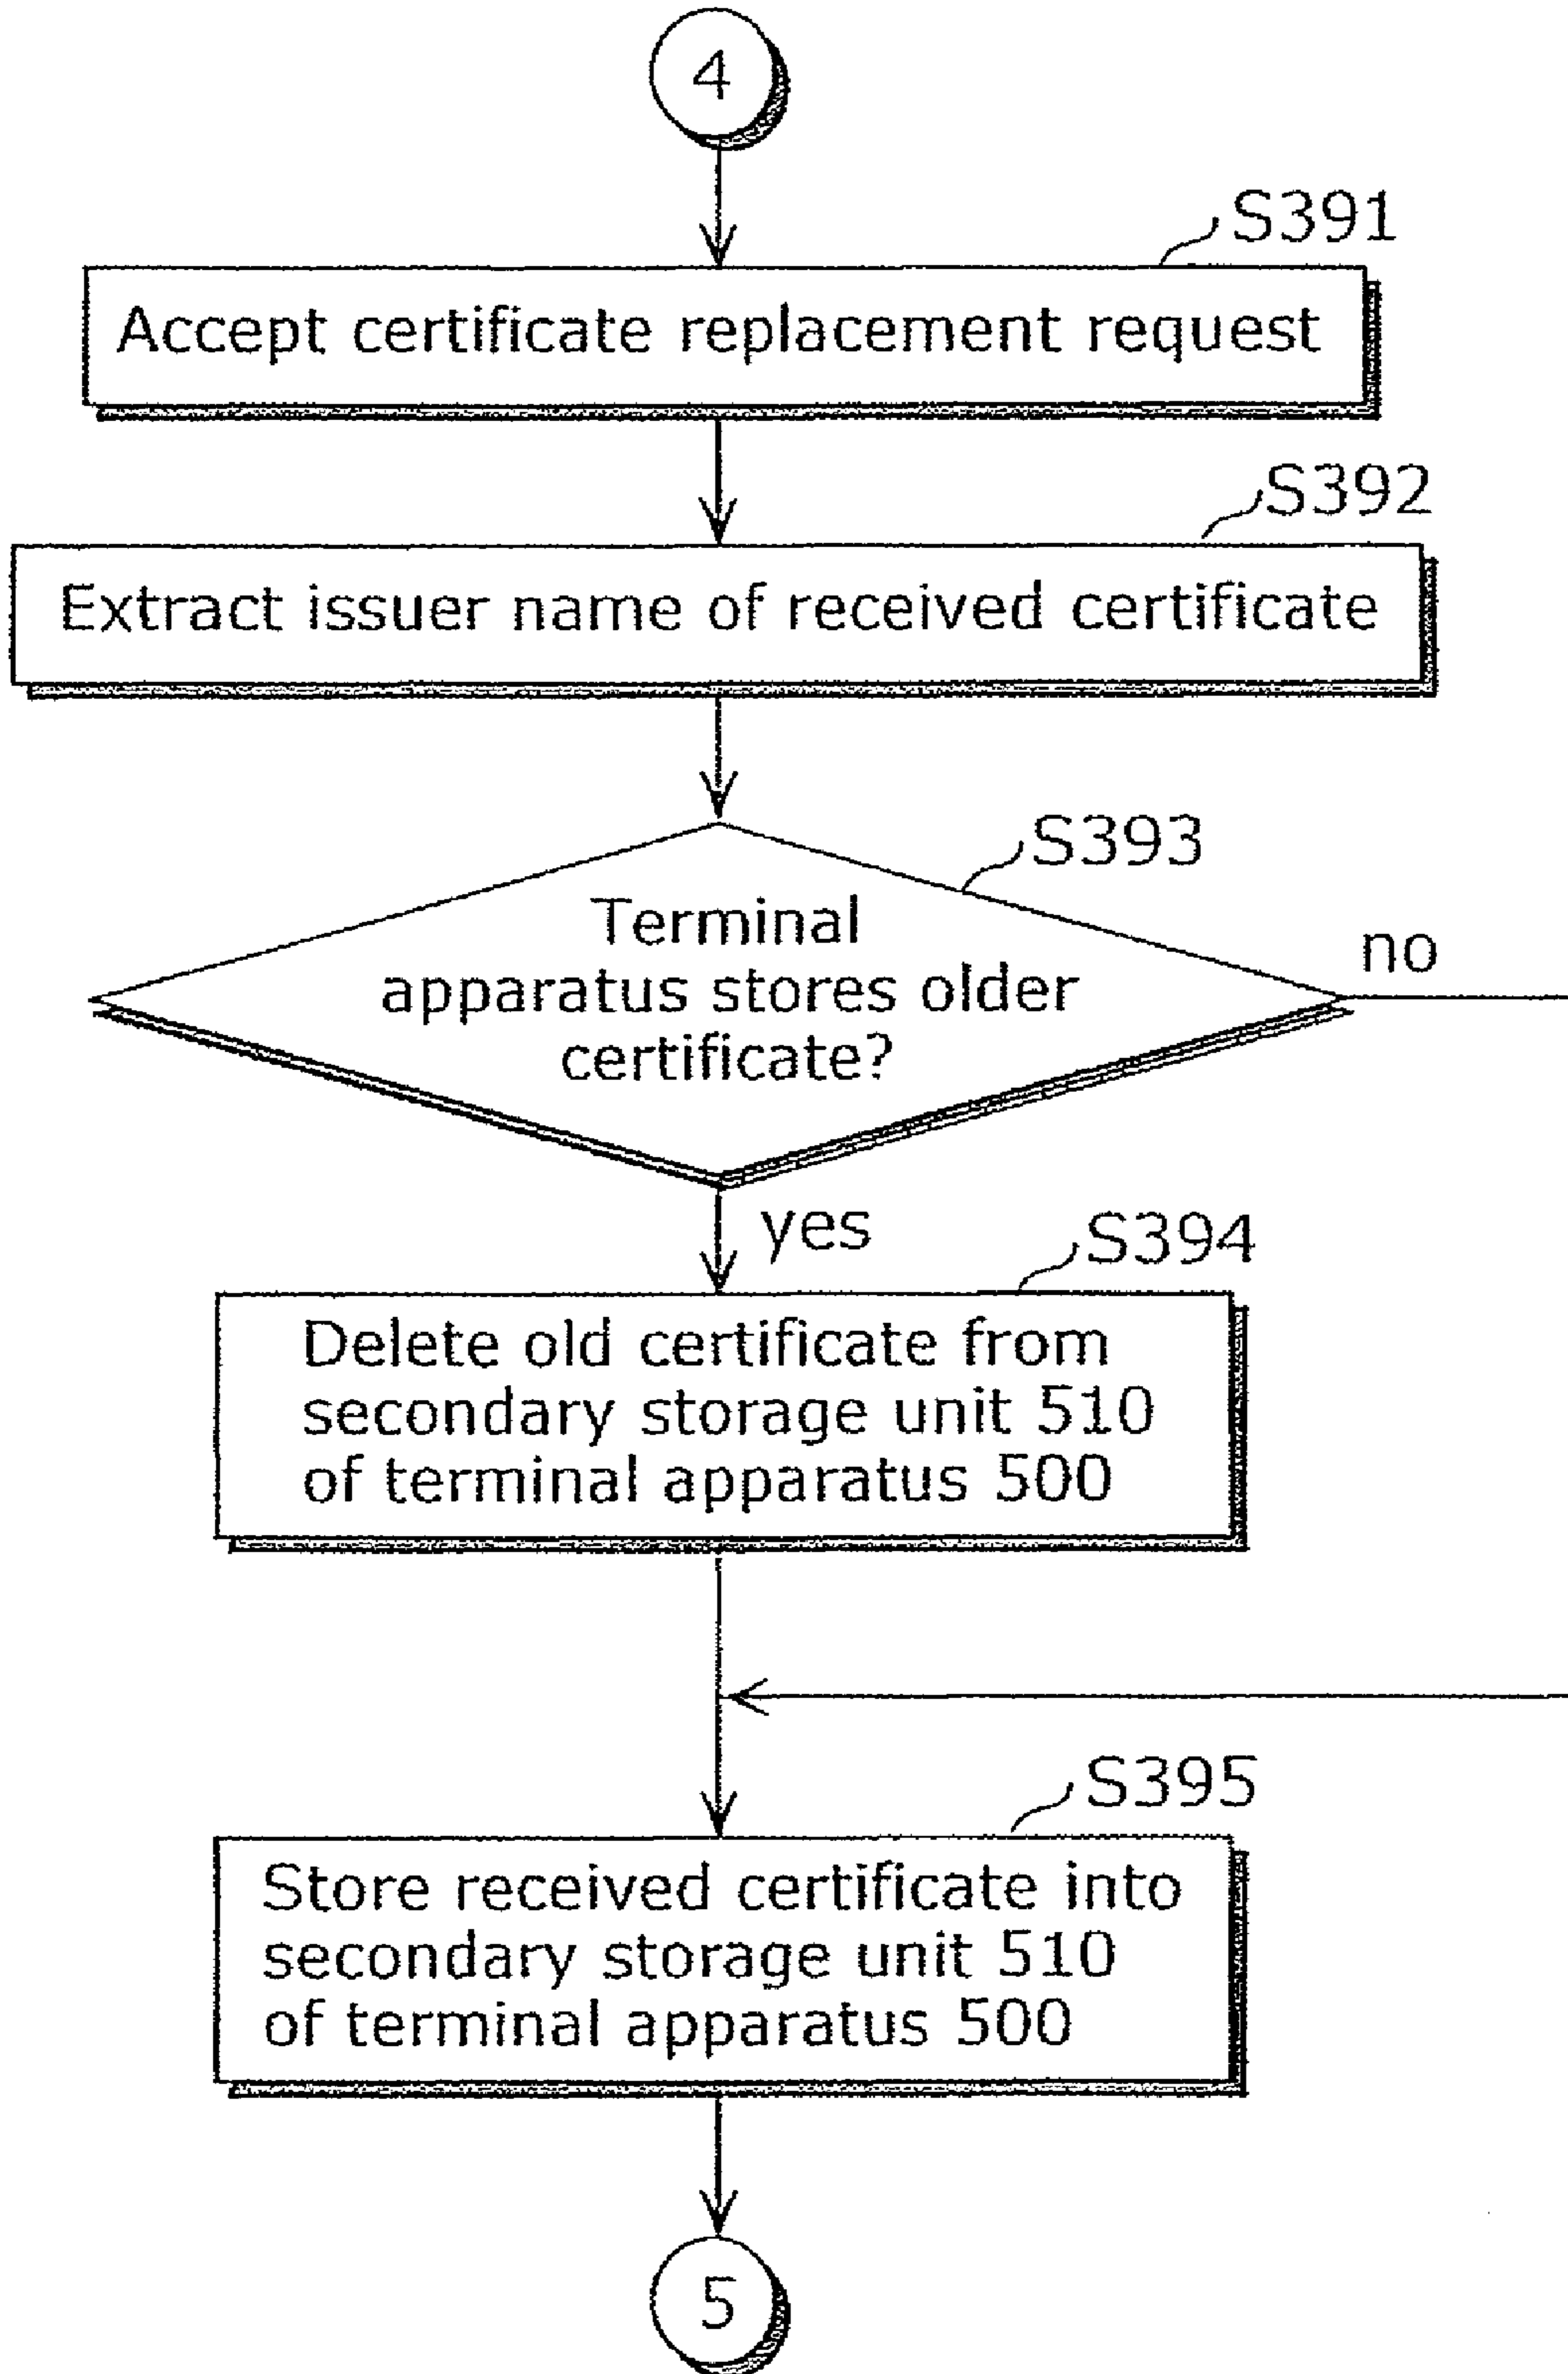 4
S391
Accept certificate replacement request
S392
Extract issuer name of received certificate
S393
Terminal
apparatus stores older
certificate?
no
yes
S394
Delete old certificate from
secondary storage unit 510
of terminal apparatus 500
S395
Store received certificate into
secondary storage unit 510
of terminal apparatus 500
5